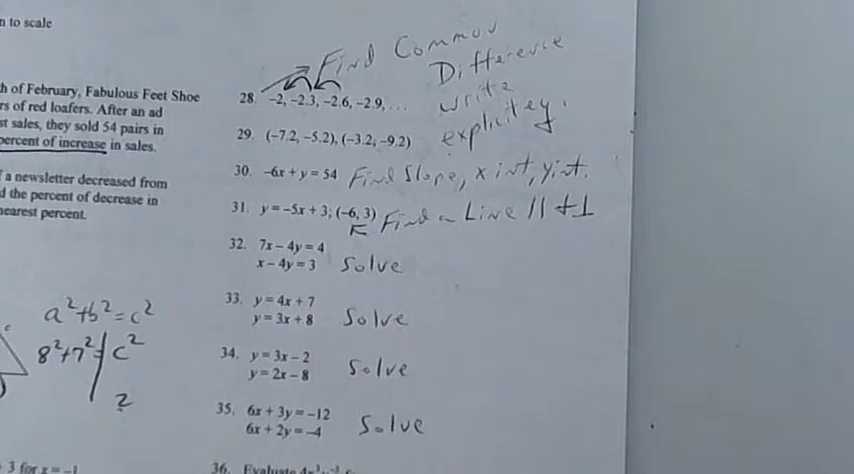 n to scale
h of February, Fabulous Feet Shoe
rs of red loafers. After an ad
st sales, they sold 54 pairs in
percent of increase in sales.
a newsletter decreased from
d the percent of decrease in
nearest percent.
a²+b²=c²
8²+7²=c²
?
+ 3 for x = –1
Find Common
Difference
write
explicitey.
28. –2, –2.3, –2.6, –2.9, . . .
29. (–7.2, –5.2), (–3.2, –9.2)
30. –6x + y = 54 Find Slope, x int, y int.
31. y = –5x + 3; (–6, 3) Find a Line || + ⊥
32. 7x – 4y = 4
x – 4y = 3 Solve
33. y = 4x + 7
y = 3x + 8 Solve
34. y = 3x – 2
y = 2x – 8 Solve
35. 6x + 3y = –12
6x + 2y = –4 Solve
36. Evaluate